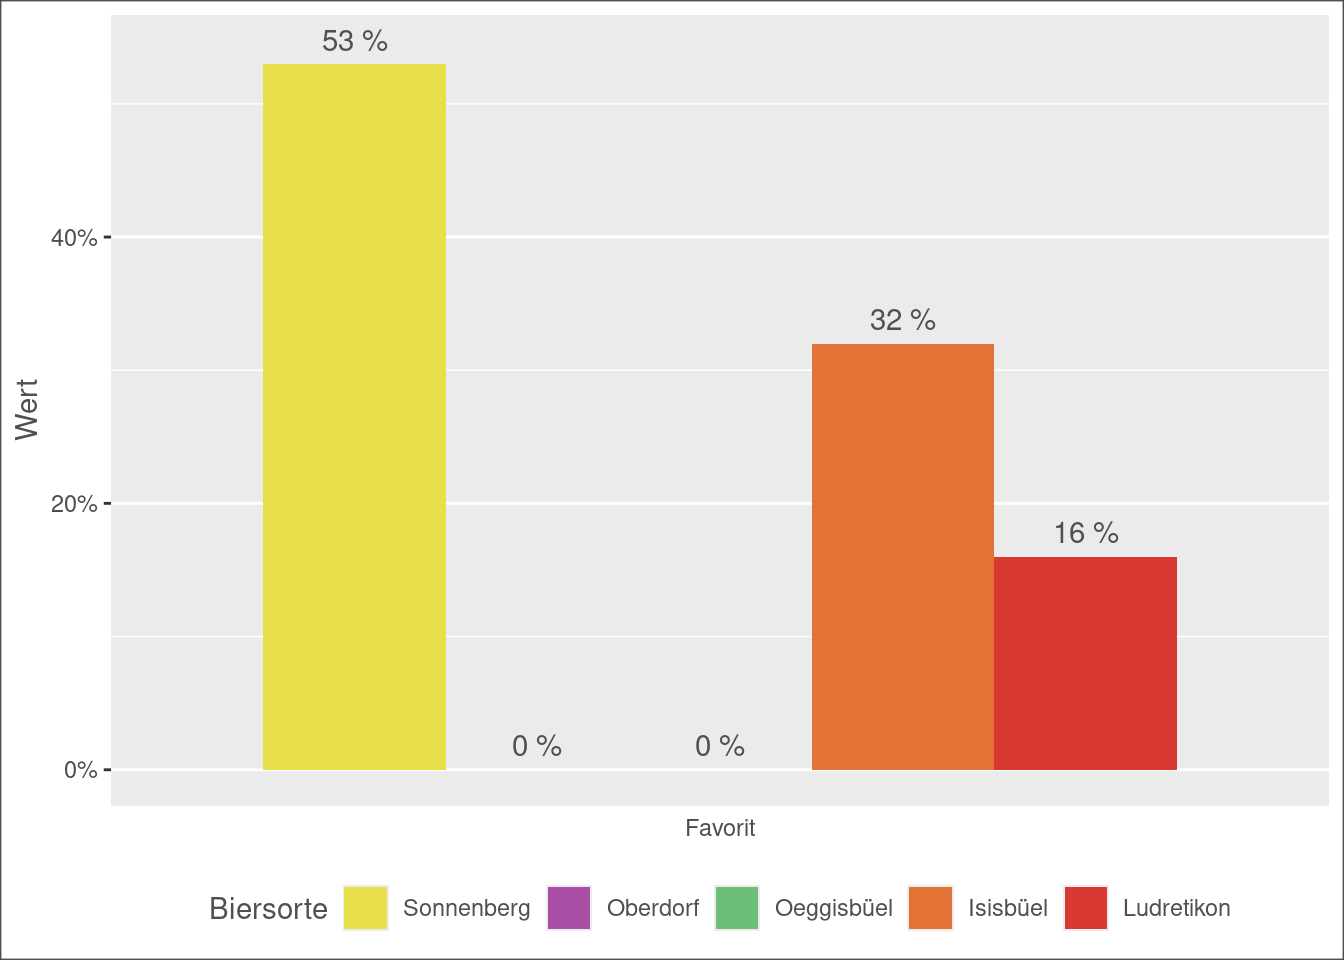 53 %
40%
32 %
Wert
20%
16 %
0 %
0 %
0%
Favorit
Biersorte Sonnenberg Oberdorf Oeggisbüel Isisbüel Ludretikon